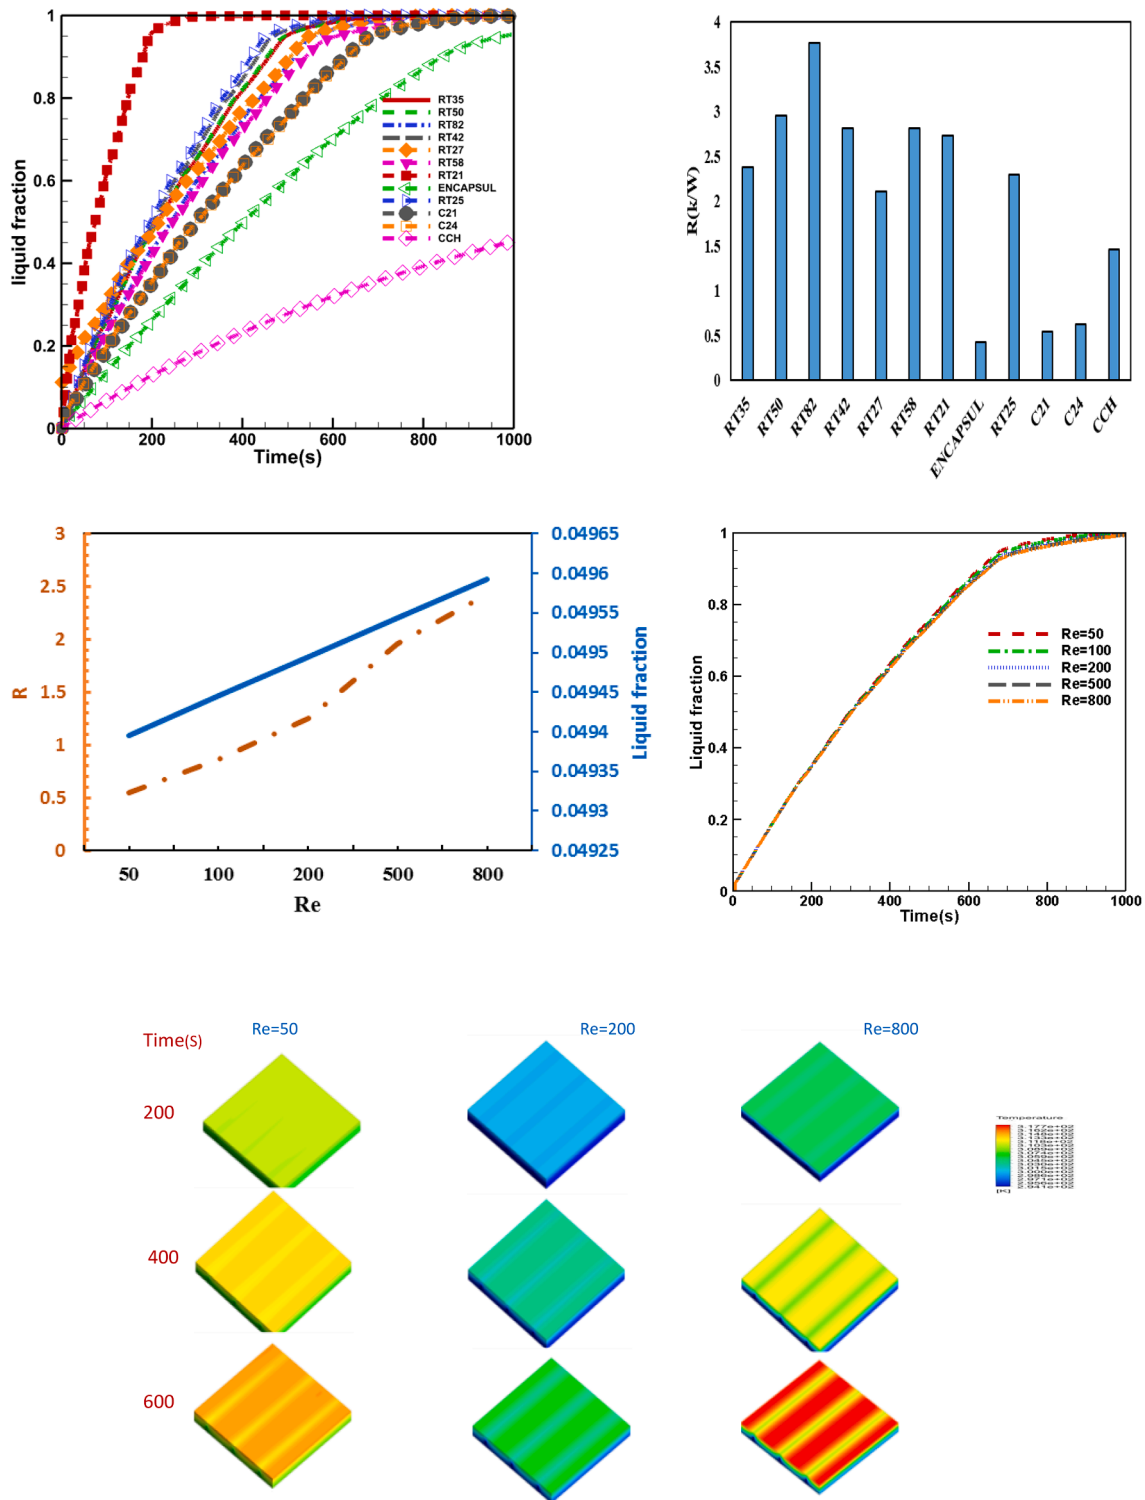 1
0.8
0.6
0.4
0.2
0
liquid fraction
RT35
RT50
RT82
RT42
RT27
RT58
RT21
ENCAPSUL
RT25
C21
C24
CCH
0 200 400 600 800 1000
Time(s)
4
3.5
3
2.5
2
1.5
1
0.5
0
R(k/W)
RT35 RT50 RT82 RT42 RT27 RT58 RT21 ENCAPSUL RT25 C21 C24 CCH
3
2.5
2
1.5
1
0.5
0
R
0.04965
0.0496
0.04955
0.0495
0.04945
0.0494
0.04935
0.0493
0.04925
Liquid fraction
50 100 200 500 800
Re
1
0.8
0.6
0.4
0.2
0
Liquid fraction
Re=50
Re=100
Re=200
Re=500
Re=800
0 200 400 600 800 1000
Time(s)
Re=50 Re=200 Re=800
Time(S)
200
400
600
Temperature
3.177e+02
[K]